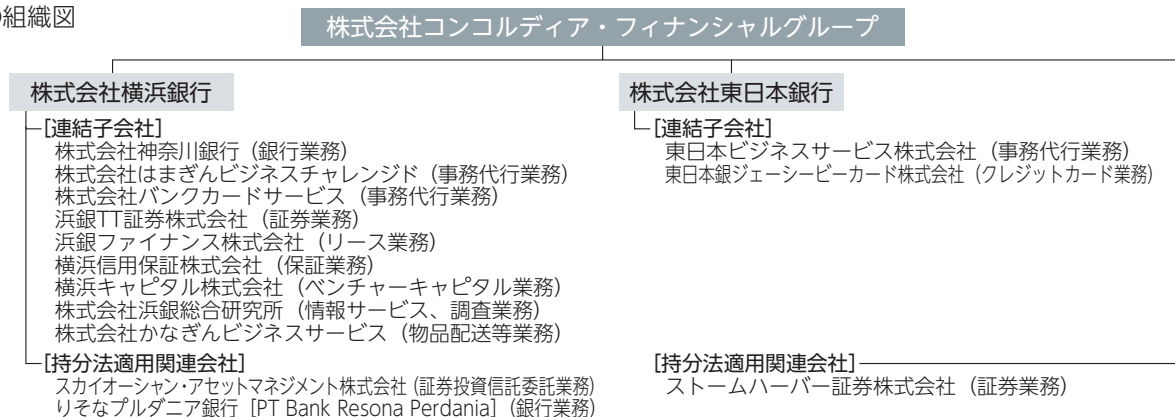 の組織図
株式会社コンコルディア・フィナンシャルグループ
株式会社横浜銀行
[連結子会社]
株式会社神奈川銀行（銀行業務）
株式会社はまぎんビジネスチャレンジド（事務代行業務）
株式会社バンクカードサービス（事務代行業務）
浜銀TT証券株式会社（証券業務）
浜銀ファイナンス株式会社（リース業務）
横浜信用保証株式会社（保証業務）
横浜キャピタル株式会社（ベンチャーキャピタル業務）
株式会社浜銀総合研究所（情報サービス、調査業務）
株式会社かなぎんビジネスサービス（物品配送等業務）
[持分法適用関連会社]
スカイオーシャン・アセットマネジメント株式会社（証券投資信託委託業務）
りそなプルダニア銀行［PT Bank Resona Perdania］（銀行業務）
株式会社東日本銀行
[連結子会社]
東日本ビジネスサービス株式会社（事務代行業務）
東日本銀ジェーシービーカード株式会社（クレジットカード業務）
[持分法適用関連会社]
ストームハーバー証券株式会社（証券業務）